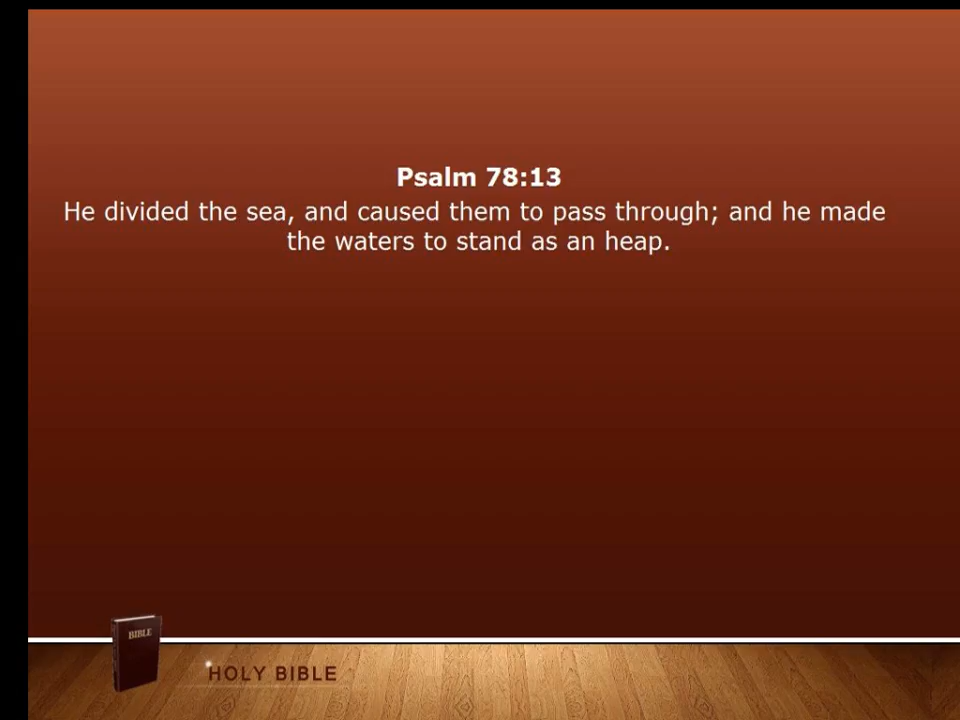 Psalm 78:13
He divided the sea, and caused them to pass through; and he made
the waters to stand as an heap.
BIBLE
HOLY BIBLE